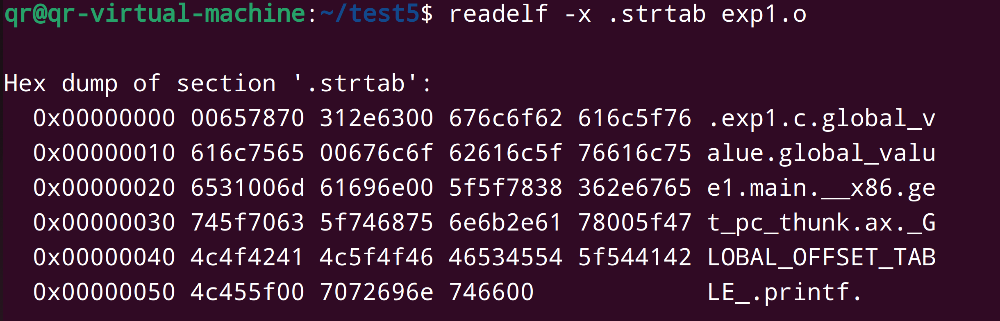 qr@qr-virtual-machine:~/test5$ readelf -x .strtab exp1.o
Hex dump of section '.strtab':
0x00000000 00657870 312e6300 676c6f62 616c5f76 .exp1.c.global_v
0x00000010 616c7565 00676c6f 62616c5f 76616c75 alue.global_valu
0x00000020 6531006d 61696e00 5f5f7838 362e6765 e1.main.__x86.ge
0x00000030 745f7063 5f746875 6e6b2e61 78005f47 t_pc_thunk.ax._G
0x00000040 4c4f4241 4c5f4f46 46534554 5f544142 LOBAL_OFFSET_TAB
0x00000050 4c455f00 7072696e 746600 LE_.printf.